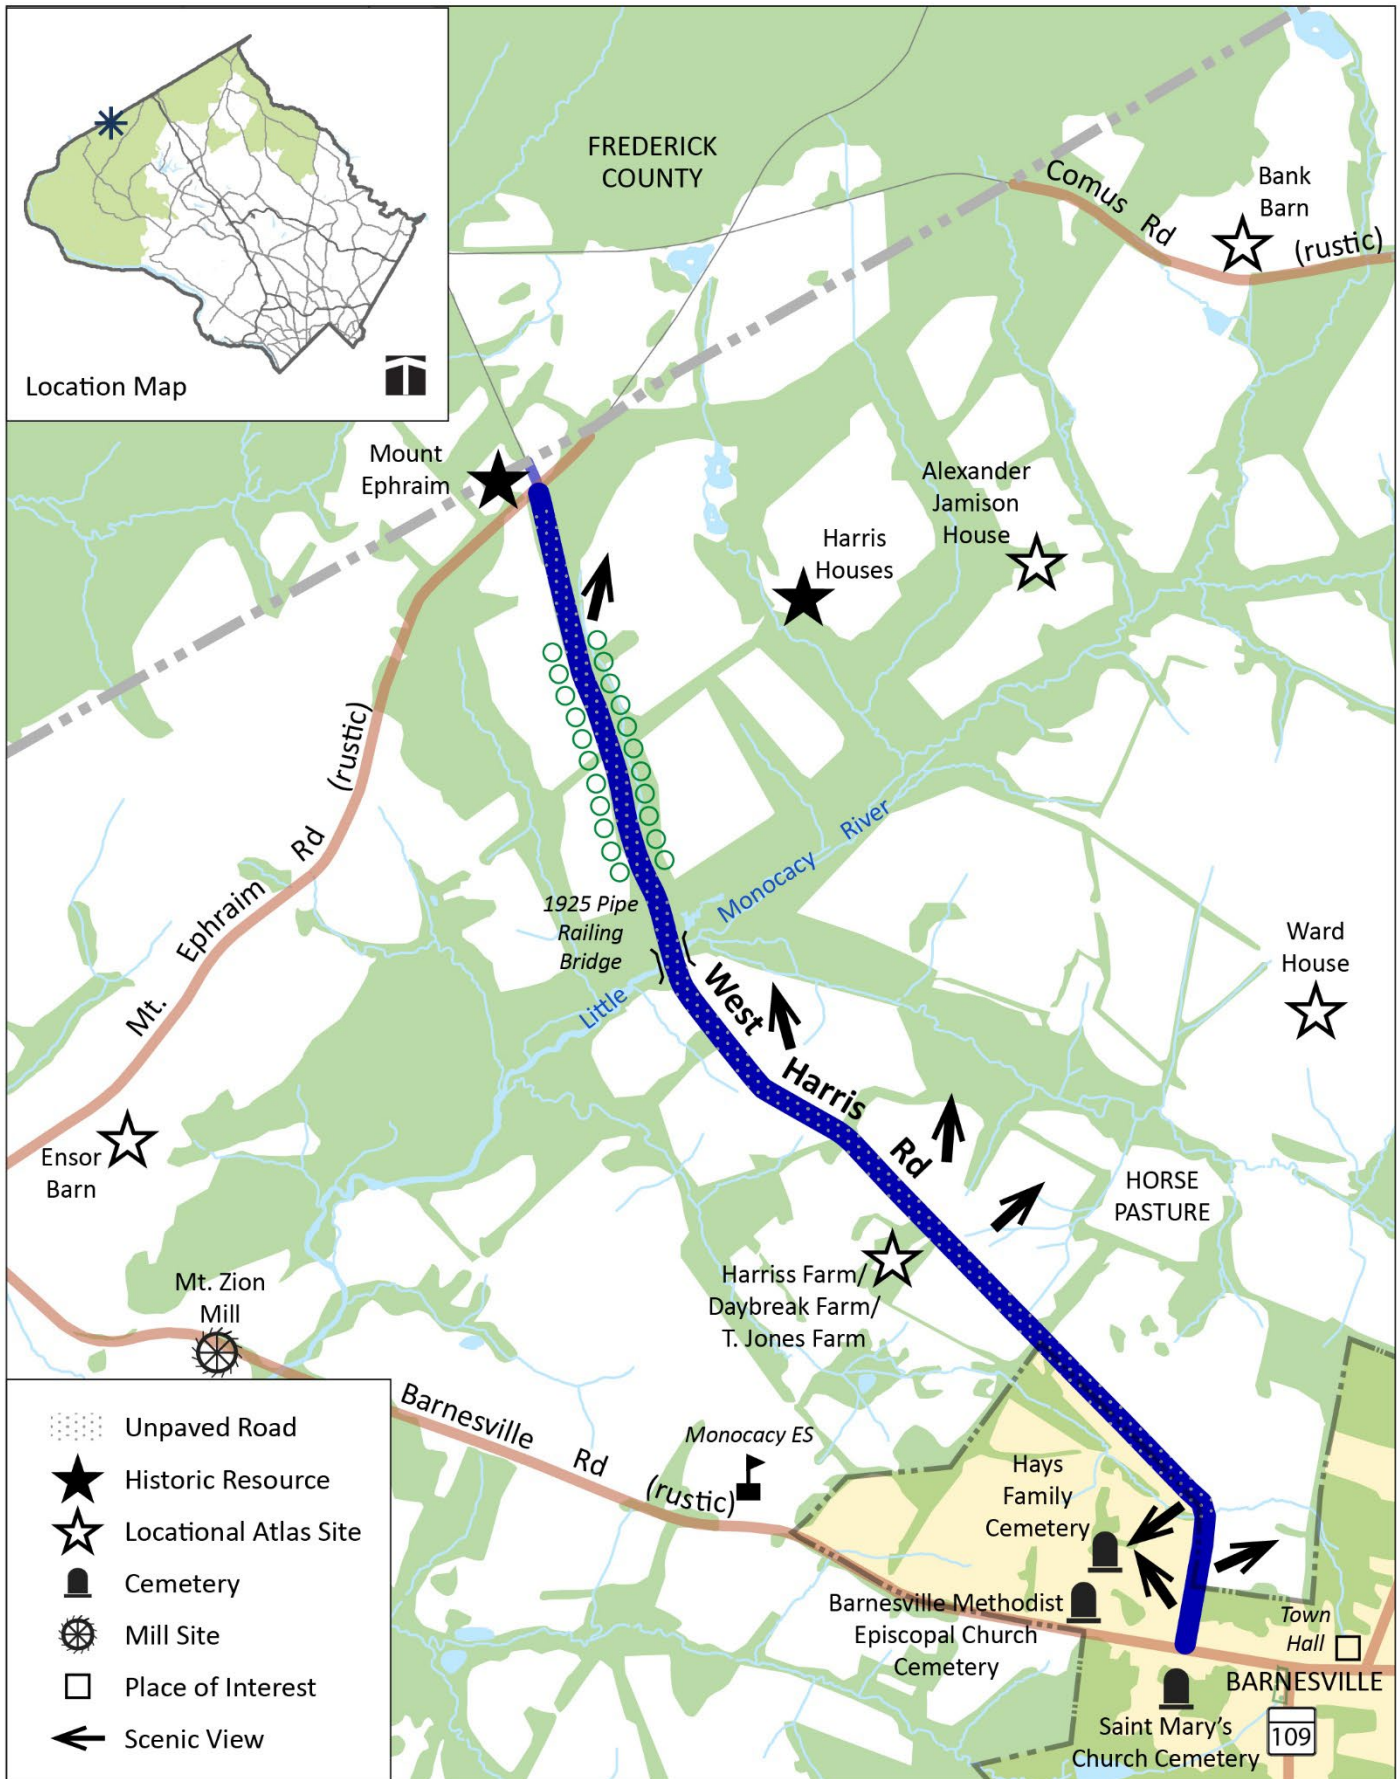 Location Map
FREDERICK
COUNTY
Comus Rd (rustic)
Bank
Barn
Mount
Ephraim
Alexander
Jamison
House
Harris
Houses
Mt. Ephraim Rd (rustic)
1925 Pipe
Railing
Bridge
Little Monocacy River
West Harris Rd
Ward
House
Ensor
Barn
HORSE
PASTURE
Mt. Zion
Mill
Harriss Farm/
Daybreak Farm/
T. Jones Farm
Barnesville Rd (rustic)
Monocacy ES
Hays
Family
Cemetery
Barnesville Methodist
Episcopal Church
Cemetery
Town
Hall
BARNESVILLE
Saint Mary's
Church Cemetery
109
Unpaved Road
Historic Resource
Locational Atlas Site
Cemetery
Mill Site
Place of Interest
Scenic View